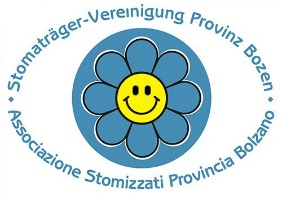 • Stomaträger-Vereinigung Provinz Bozen •
Associazione Stomizzati Provincia Bolzano